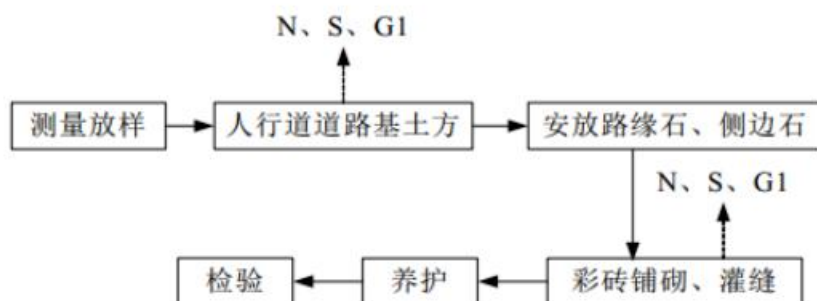 N、S、G1
测量放样
人行道道路基土方
安放路缘石、侧边石
N、S、G1
检验
养护
彩砖铺砌、灌缝